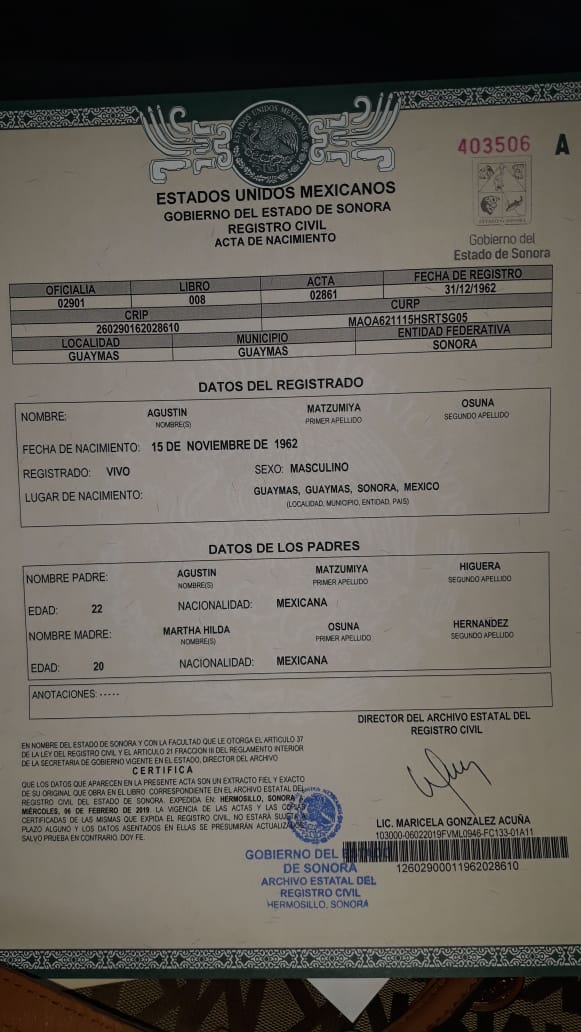 ESTADOS UNIDOS MEXICANOS
403506 A
ESTADOS UNIDOS MEXICANOS
GOBIERNO DEL ESTADO DE SONORA
REGISTRO CIVIL
ACTA DE NACIMIENTO
Gobierno del
Estado de Sonora
OFICIALIA LIBRO ACTA FECHA DE REGISTRO
02901 008 02861 31/12/1962
CRIP CURP
260290162028610 MAOA621115HSRTSG05
LOCALIDAD MUNICIPIO ENTIDAD FEDERATIVA
GUAYMAS GUAYMAS SONORA
DATOS DEL REGISTRADO
NOMBRE: AGUSTIN MATZUMIYA OSUNA
NOMBRE(S) PRIMER APELLIDO SEGUNDO APELLIDO
FECHA DE NACIMIENTO: 15 DE NOVIEMBRE DE 1962
REGISTRADO: VIVO SEXO: MASCULINO
LUGAR DE NACIMIENTO: GUAYMAS, GUAYMAS, SONORA, MEXICO
(LOCALIDAD, MUNICIPIO, ENTIDAD, PAIS)
DATOS DE LOS PADRES
NOMBRE PADRE: AGUSTIN MATZUMIYA HIGUERA
NOMBRE(S) PRIMER APELLIDO SEGUNDO APELLIDO
EDAD: 22 NACIONALIDAD: MEXICANA
NOMBRE MADRE: MARTHA HILDA OSUNA HERNANDEZ
NOMBRE(S) PRIMER APELLIDO SEGUNDO APELLIDO
EDAD: 20 NACIONALIDAD: MEXICANA
ANOTACIONES: -----
EN NOMBRE DEL ESTADO DE SONORA Y CON LA FACULTAD QUE LE OTORGA EL ARTICULO 37
DE LA LEY DEL REGISTRO CIVIL Y EL ARTICULO 21 FRACCION III DEL REGLAMENTO INTERIOR
DE LA SECRETARIA DE GOBIERNO VIGENTE EN EL ESTADO, DIRECTOR DEL ARCHIVO
CERTIFICA
QUE LOS DATOS QUE APARECEN EN LA PRESENTE ACTA SON UN EXTRACTO FIEL Y EXACTO
DE SU ORIGINAL QUE OBRA EN EL LIBRO CORRESPONDIENTE EN EL ARCHIVO ESTATAL DEL
REGISTRO CIVIL DEL ESTADO DE SONORA. EXPEDIDA EN: HERMOSILLO, SONORA A
MIÉRCOLES, 06 DE FEBRERO DE 2019. LA VIGENCIA DE LAS ACTAS Y LAS COPIAS
CERTIFICADAS DE LAS MISMAS QUE EXPIDA EL REGISTRO CIVIL, NO ESTARÁ SUJETA A
PLAZO ALGUNO Y LOS DATOS ASENTADOS EN ELLAS SE PRESUMIRÁN ACTUALIZADOS
SALVO PRUEBA EN CONTRARIO. DOY FE.
DIRECTOR DEL ARCHIVO ESTATAL DEL
REGISTRO CIVIL
LIC. MARICELA GONZALEZ ACUÑA
103000-06022019FVML0946-FC133-01A11
12602900011962028610
GOBIERNO DEL ESTADO
DE SONORA
ARCHIVO ESTATAL DEL
REGISTRO CIVIL
HERMOSILLO, SONORA